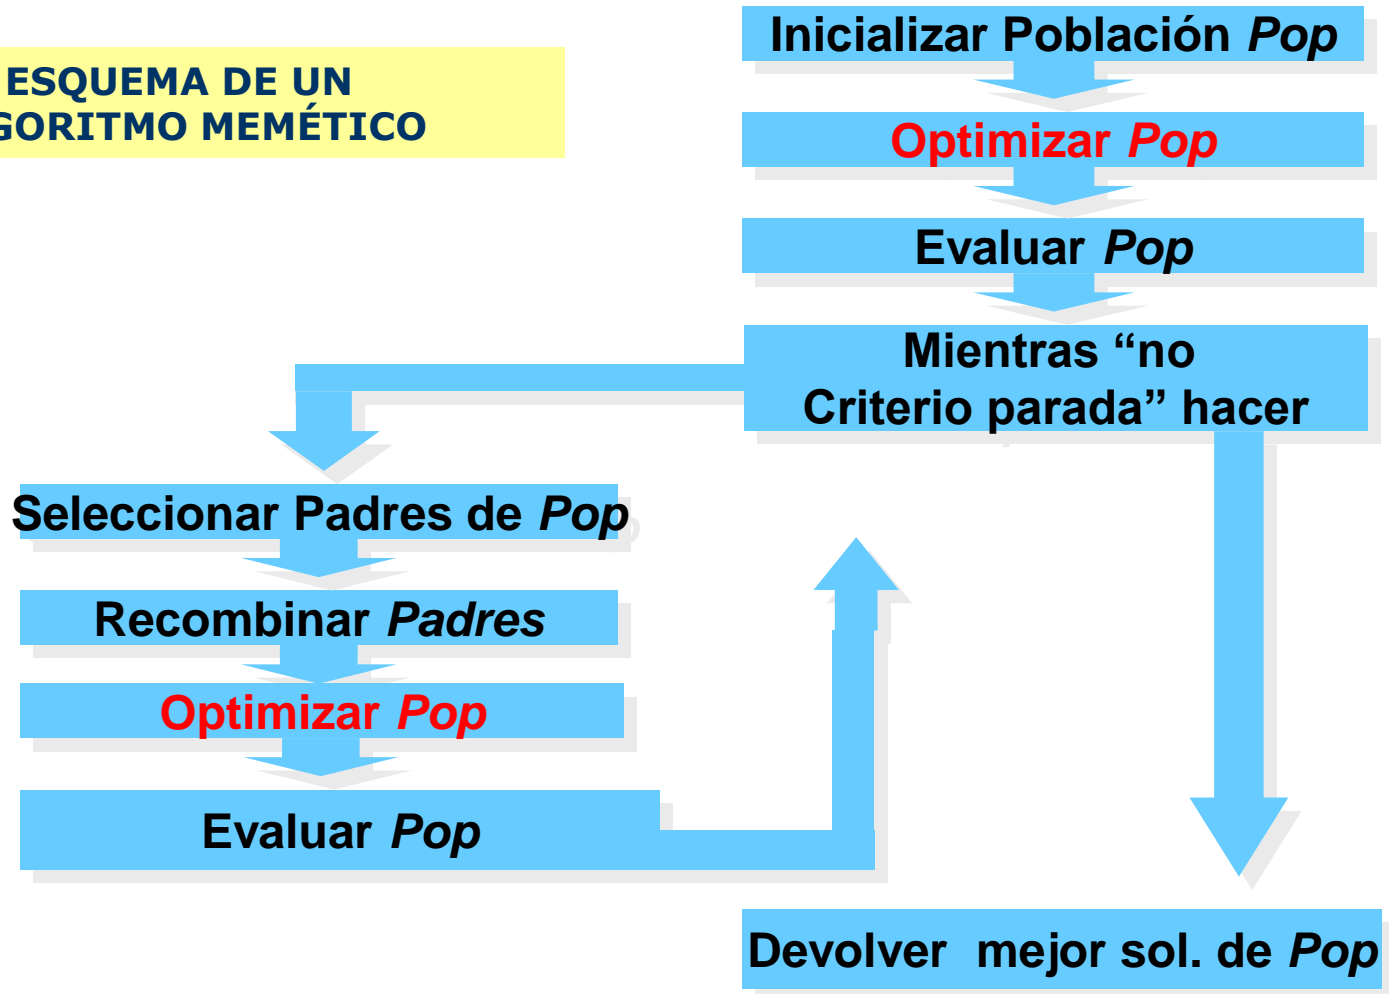 ESQUEMA DE UN
GORITMO MEMÉTICO
Inicializar Población Pop
Optimizar Pop
Evaluar Pop
Mientras “no
Criterio parada” hacer
Seleccionar Padres de Pop
Recombinar Padres
Optimizar Pop
Evaluar Pop
Devolver mejor sol. de Pop